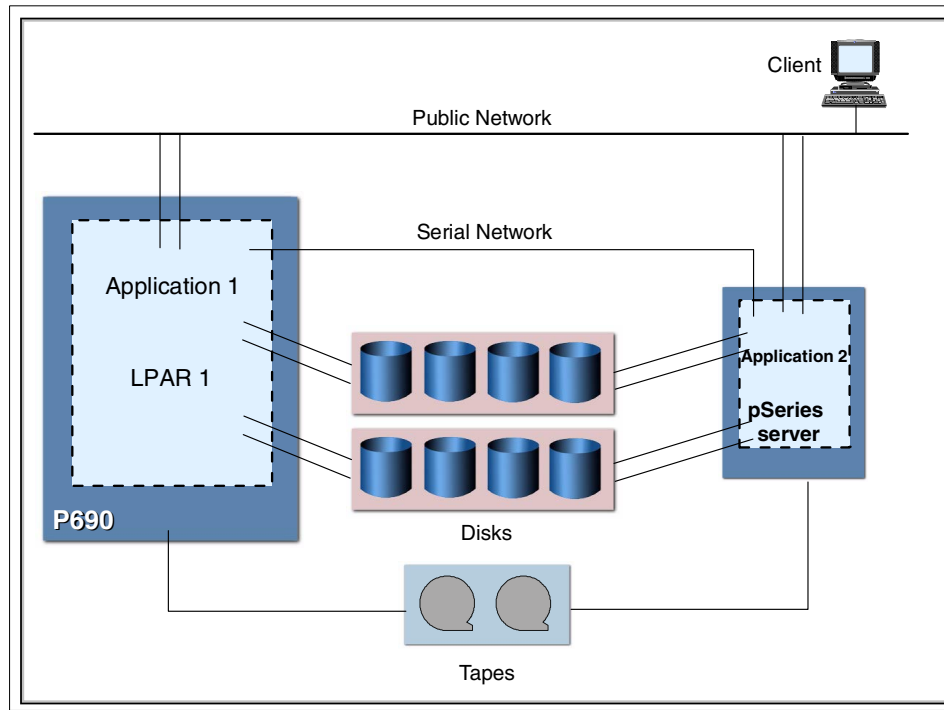 Client
Public Network
Serial Network
Application 1
LPAR 1
Application 2
pSeries
server
P690
Disks
Tapes